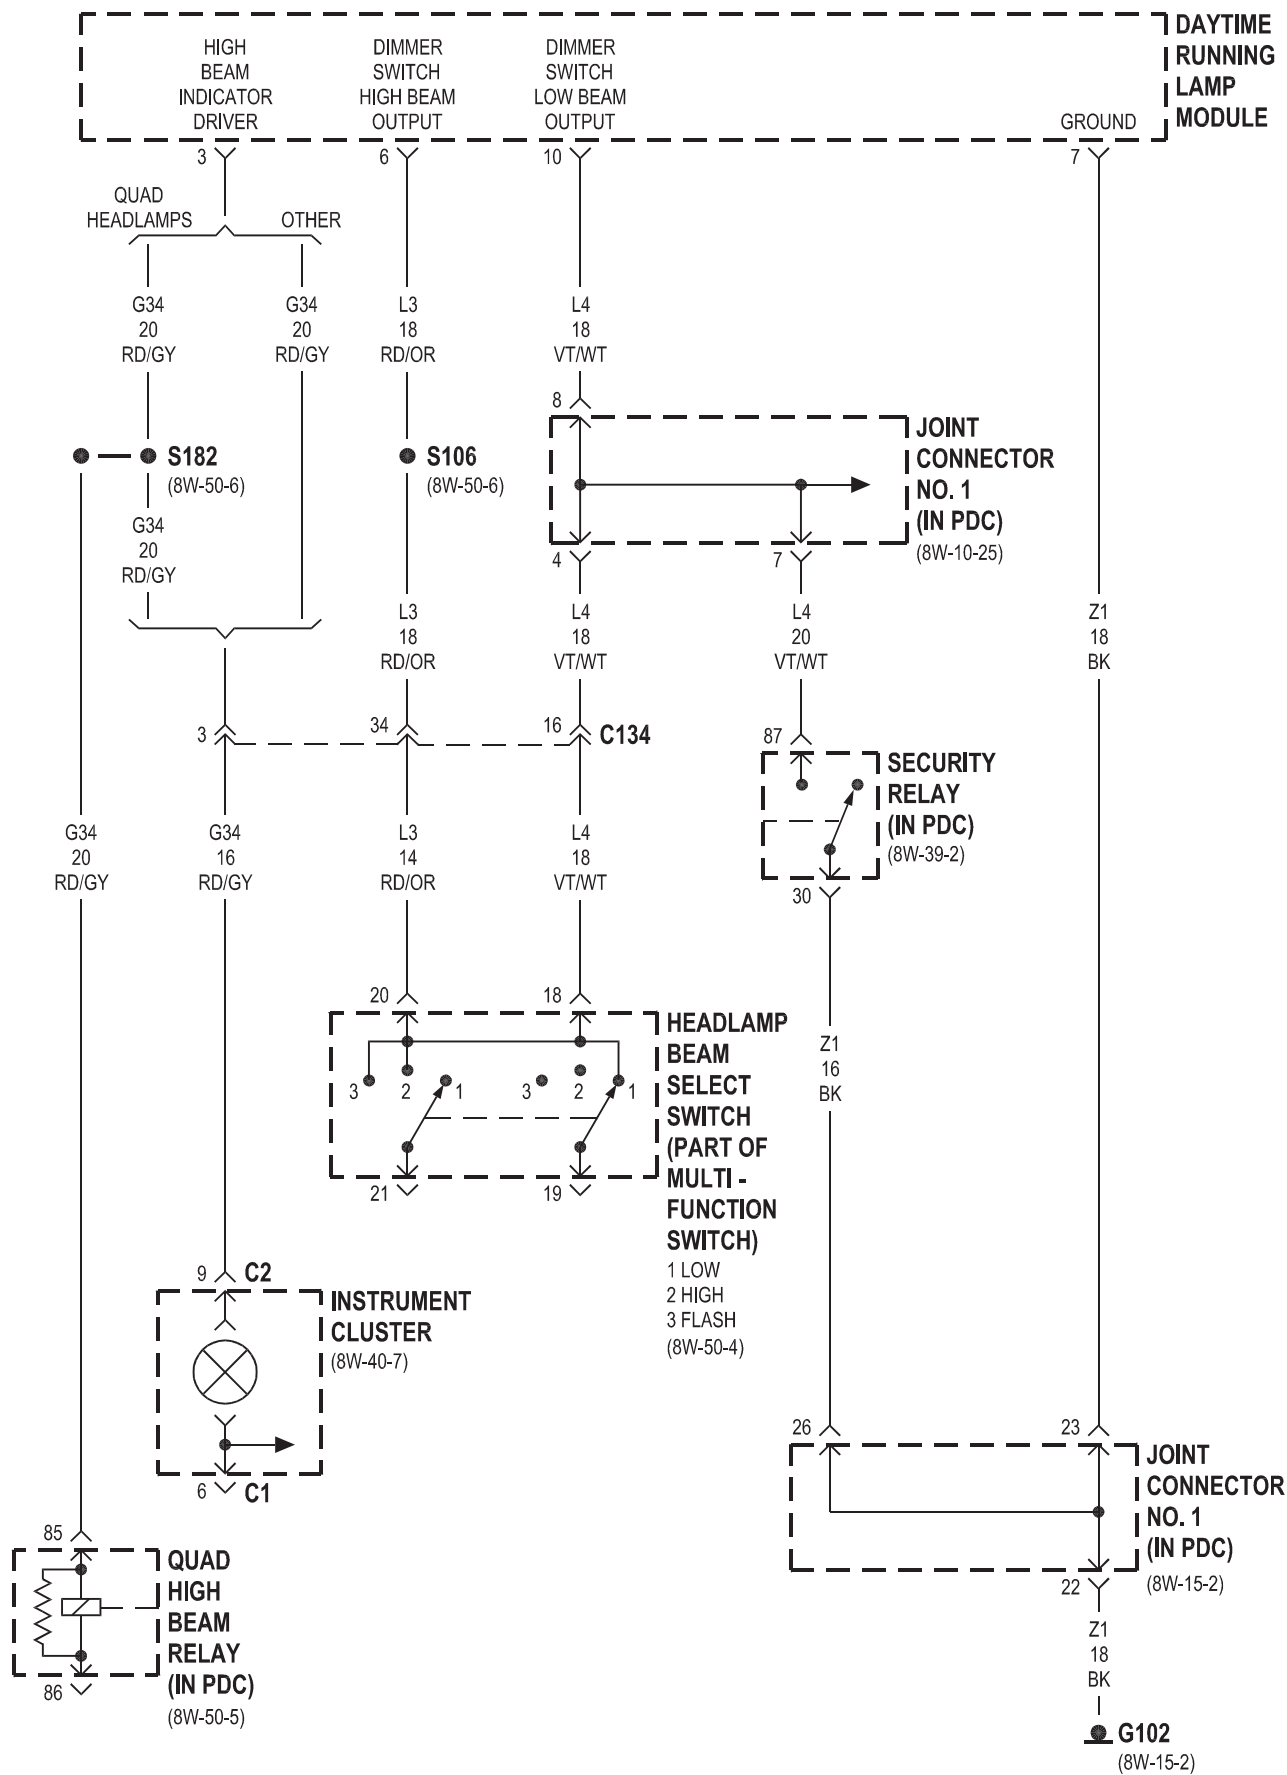 DAYTIME
RUNNING
LAMP
MODULE
HIGH
BEAM
INDICATOR
DRIVER
DIMMER
SWITCH
HIGH BEAM
OUTPUT
DIMMER
SWITCH
LOW BEAM
OUTPUT
GROUND
3
6
10
7
QUAD
HEADLAMPS
OTHER
G34
20
RD/GY
G34
20
RD/GY
L3
18
RD/OR
L4
18
VT/WT
8
JOINT
CONNECTOR
NO. 1
(IN PDC)
(8W-10-25)
S182
(8W-50-6)
S106
(8W-50-6)
G34
20
RD/GY
4
7
L3
18
RD/OR
L4
18
VT/WT
L4
20
VT/WT
Z1
18
BK
3
34
16
C134
87
SECURITY
RELAY
(IN PDC)
(8W-39-2)
30
G34
20
RD/GY
G34
16
RD/GY
L3
14
RD/OR
L4
18
VT/WT
20
18
HEADLAMP
BEAM
SELECT
SWITCH
(PART OF
MULTI -
FUNCTION
SWITCH)
1 LOW
2 HIGH
3 FLASH
(8W-50-4)
3 2 1 3 2 1
21
19
Z1
16
BK
9
C2
INSTRUMENT
CLUSTER
(8W-40-7)
6
C1
26
23
JOINT
CONNECTOR
NO. 1
(IN PDC)
(8W-15-2)
22
85
QUAD
HIGH
BEAM
RELAY
(IN PDC)
(8W-50-5)
86
Z1
18
BK
G102
(8W-15-2)